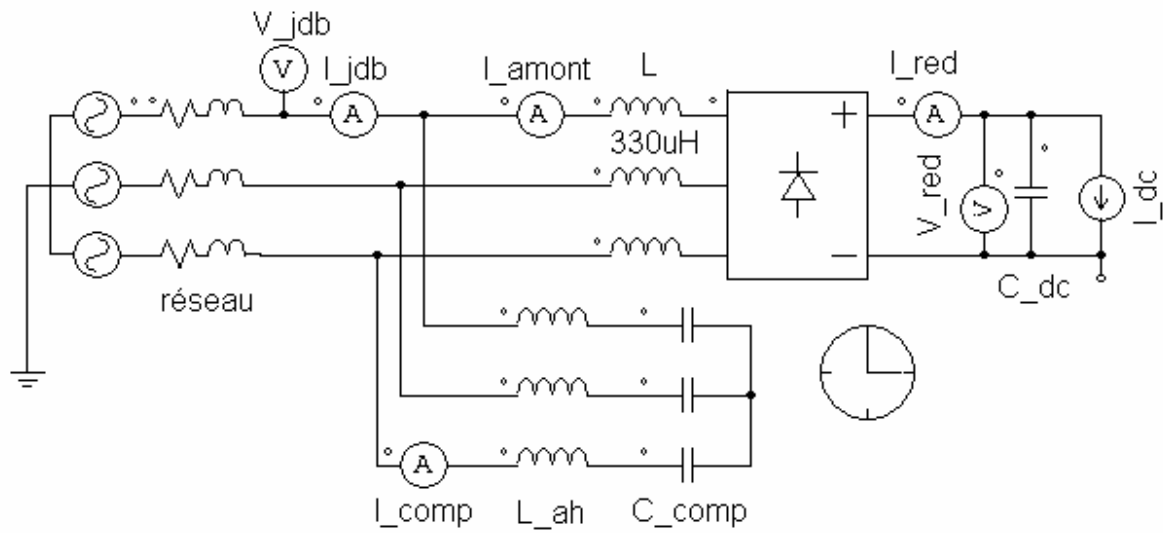 V_jdb
V
I_jdb
A
I_amont
A
L
330uH
I_red
A
+
−
V_red
V
I_dc
C_dc
réseau
A
I_comp
L_ah
C_comp